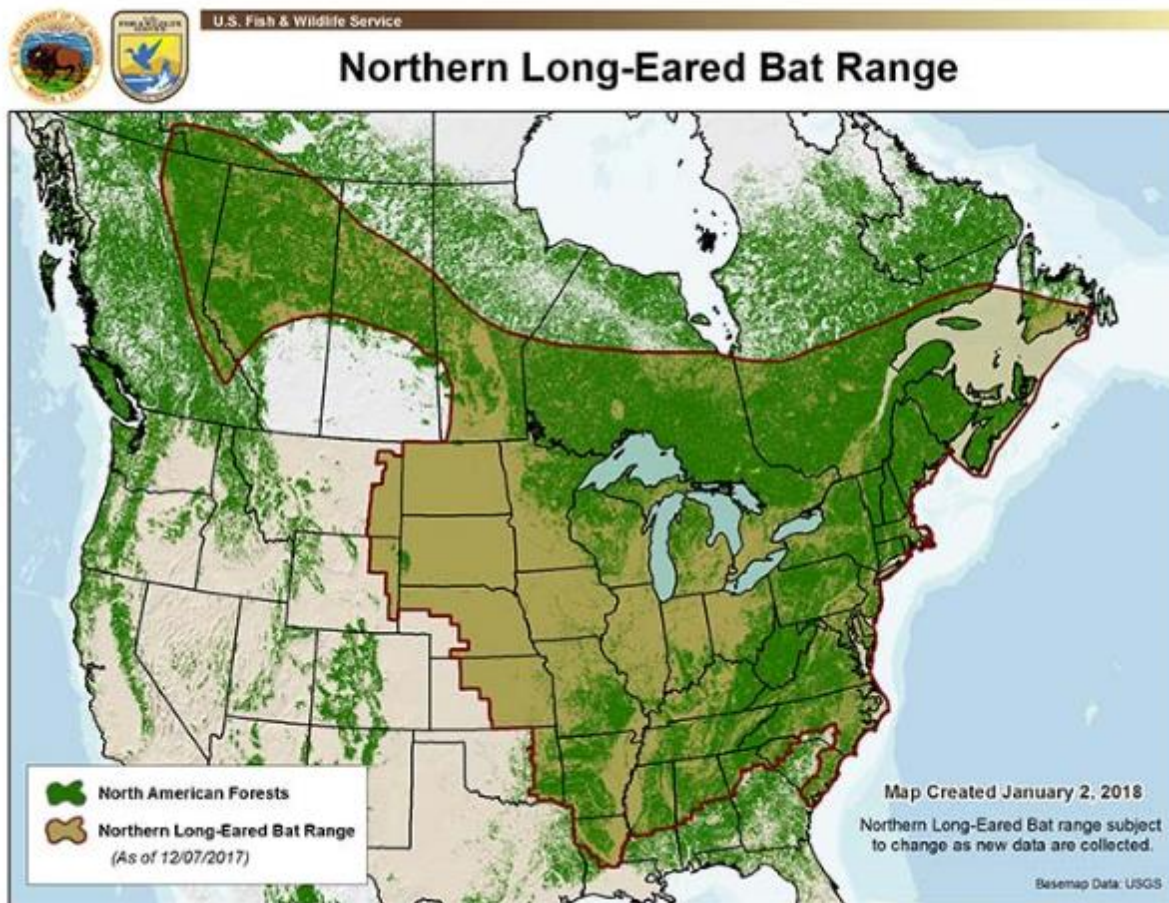 U.S. Fish & Wildlife Service
Northern Long-Eared Bat Range
North American Forests
Northern Long-Eared Bat Range
(As of 12/07/2017)
Map Created January 2, 2018
Northern Long-Eared Bat range subject
to change as new data are collected.
Basemap Data: USGS